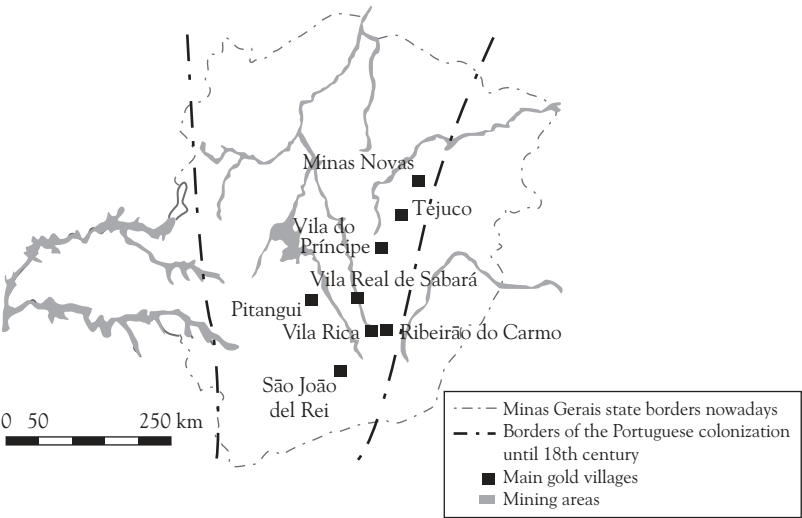 Minas Novas
Tejuco
Vila do
Príncipe
Vila Real de Sabará
Pitangui
Vila Rica
Ribeirão do Carmo
São João
del Rei
0 50 250 km
Minas Gerais state borders nowadays
Borders of the Portuguese colonization
until 18th century
Main gold villages
Mining areas